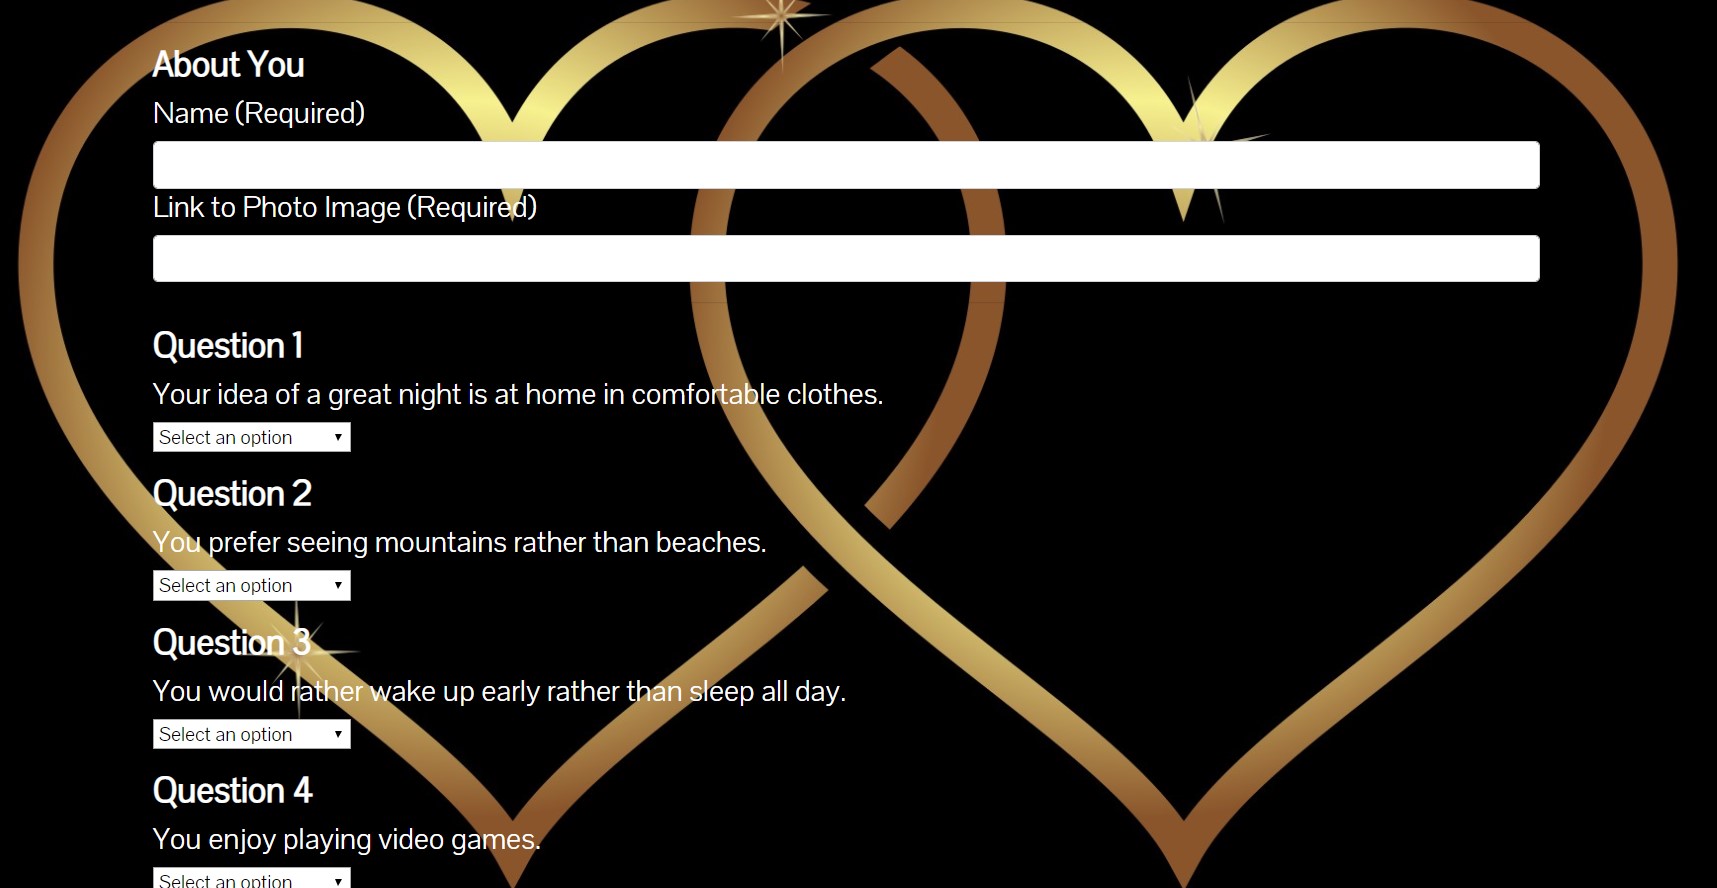 About You
Name (Required)
Link to Photo Image (Required)
Question 1
Your idea of a great night is at home in comfortable clothes.
Select an option
Question 2
You prefer seeing mountains rather than beaches.
Select an option
Question 3
You would rather wake up early rather than sleep all day.
Select an option
Question 4
You enjoy playing video games.
Select an option